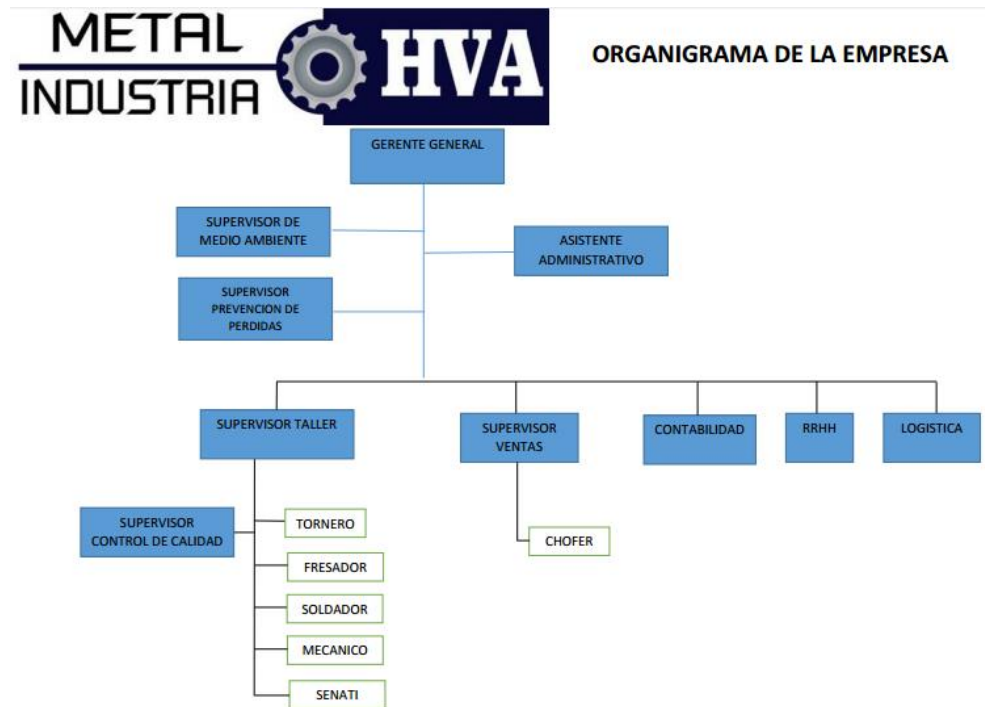 METAL
INDUSTRIA
HVA
ORGANIGRAMA DE LA EMPRESA
GERENTE GENERAL
SUPERVISOR DE
MEDIO AMBIENTE
ASISTENTE
ADMINISTRATIVO
SUPERVISOR
PREVENCION DE
PERDIDAS
SUPERVISOR TALLER
SUPERVISOR
VENTAS
CONTABILIDAD
RRHH
LOGISTICA
SUPERVISOR
CONTROL DE CALIDAD
TORNERO
CHOFER
FRESADOR
SOLDADOR
MECANICO
SENATI